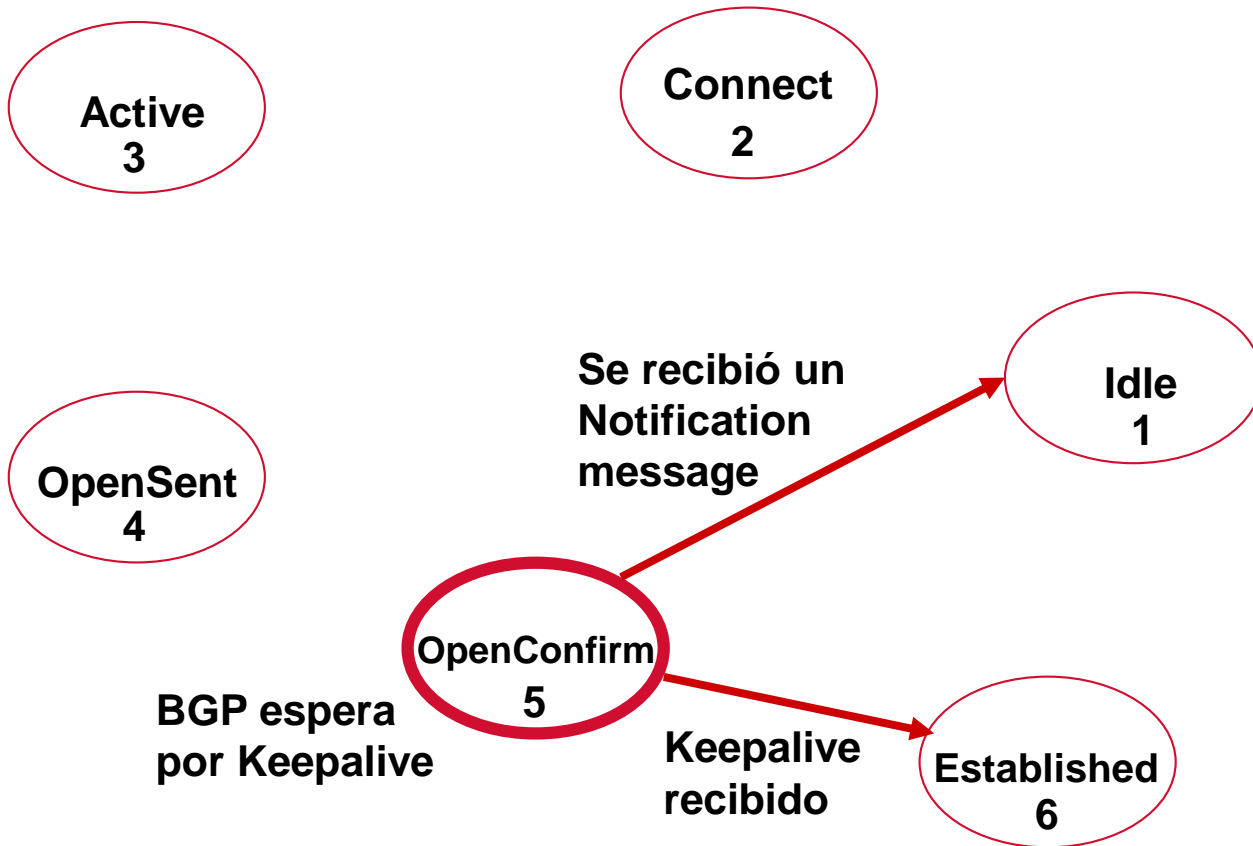 Active
3
Connect
2
Se recibió un
Notification
message
Idle
1
OpenSent
4
OpenConfirm
5
BGP espera
por Keepalive
Keepalive
recibido
Established
6